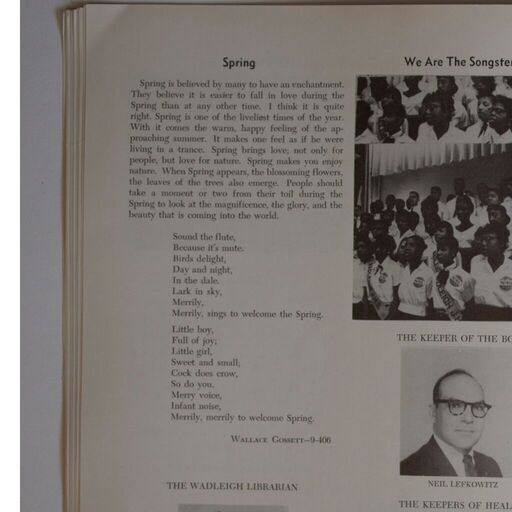 Spring
Spring is believed by many to have an enchantment.
They believe it is easier to fall in love during the
Spring than at any other time. I think it is quite
right. Spring is one of the liveliest times of the year.
With it comes the warm, happy feeling of the ap-
proaching summer. It makes one feel as if he were
living in a trance. Spring brings love; not only for
people, but love for nature. Spring makes you enjoy
nature. When Spring appears, the blossoming flowers,
the leaves of the trees also emerge. People should
take a moment or two from their toil during the
Spring to look at the magnificence, the glory, and the
beauty that is coming into the world.
Sound the flute,
Because it's mute.
Birds delight,
Day and night,
In the dale.
Lark in sky,
Merrily,
Merrily, sings to welcome the Spring.
Little boy,
Full of joy;
Little girl,
Sweet and small;
Cock does crow,
So do you.
Merry voice,
Infant noise,
Merrily, merrily to welcome Spring.
WALLACE GOSSETT—9-406
THE WADLEIGH LIBRARIAN
We Are The Songster
THE KEEPER OF THE BO
NEIL LEFKOWITZ
THE KEEPERS OF HEAL